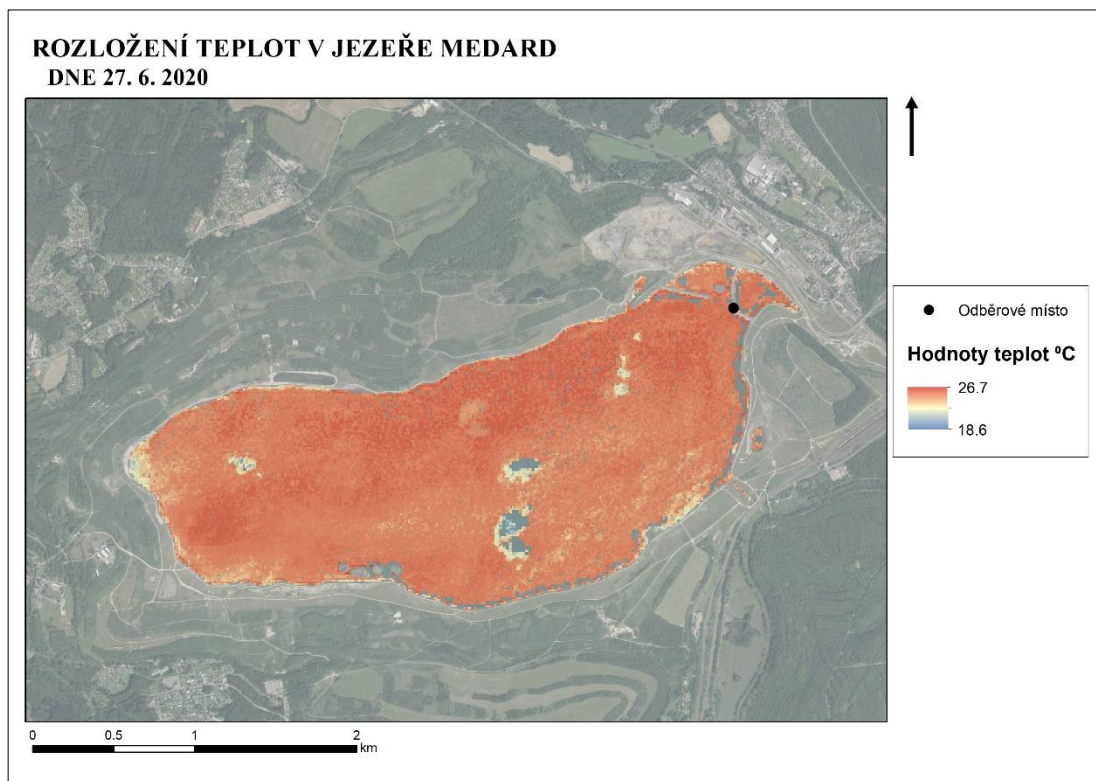 ROZLOŽENÍ TEPLOT V JEZEŘE MEDARD
DNE 27. 6. 2020
Odběrové místo
Hodnoty teplot ºC
26.7
18.6
0 0.5 1 2
km